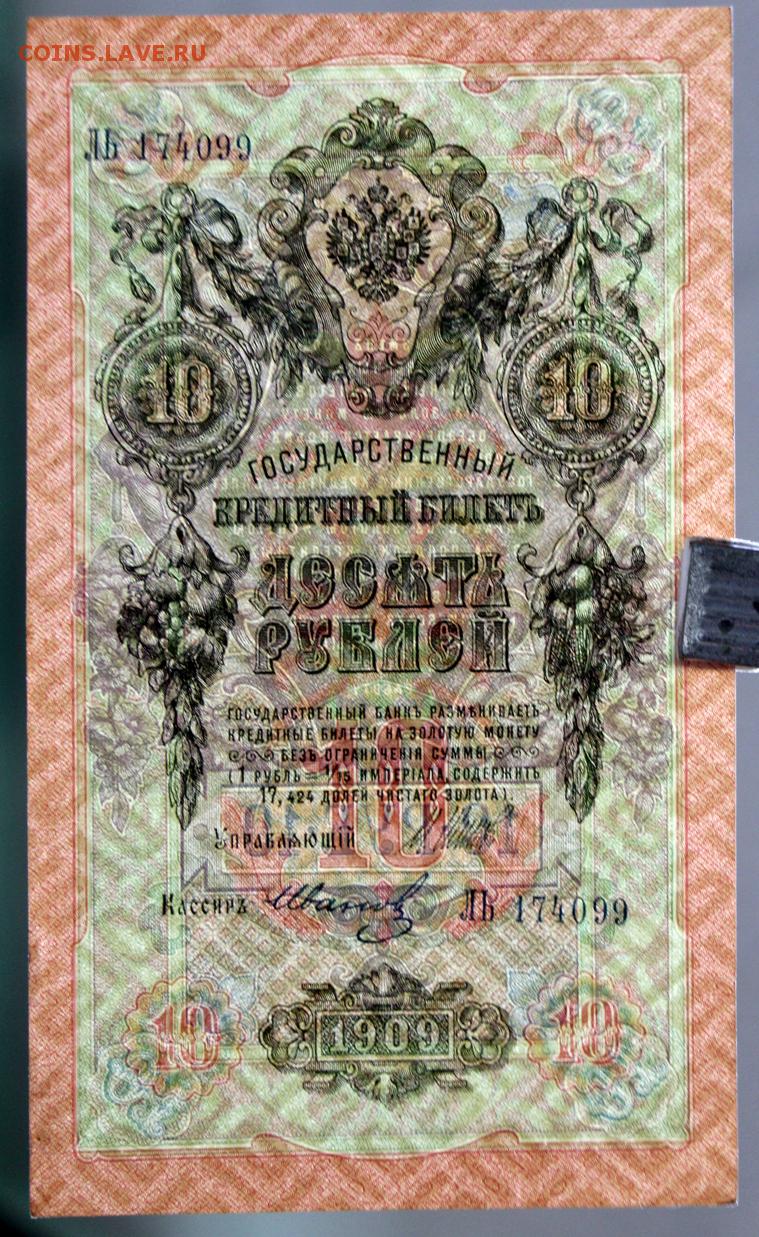 COINS.LAVE.RU
ЛЬ 174099
10 10
ГОСУДАРСТВЕННЫЙ
КРЕДИТНЫЙ БИЛЕТЪ
ДЕСЯТЬ
РУБЛЕЙ
ГОСУДАРСТВЕННЫЙ БАНКЪ РАЗМѢНИВАЕТЪ
КРЕДИТНЫЕ БИЛЕТЫ НА ЗОЛОТУЮ МОНЕТУ
БЕЗЪ ОГРАНИЧЕНІЯ СУММЫ
(1 РУБЛЬ = 1/15 ИМПЕРІАЛА, СОДЕРЖИТЪ
17,424 ДОЛЕЙ ЧИСТАГО ЗОЛОТА).
10
Управляющій
Кассиръ Иванов ЛЬ 174099
10 1909 10